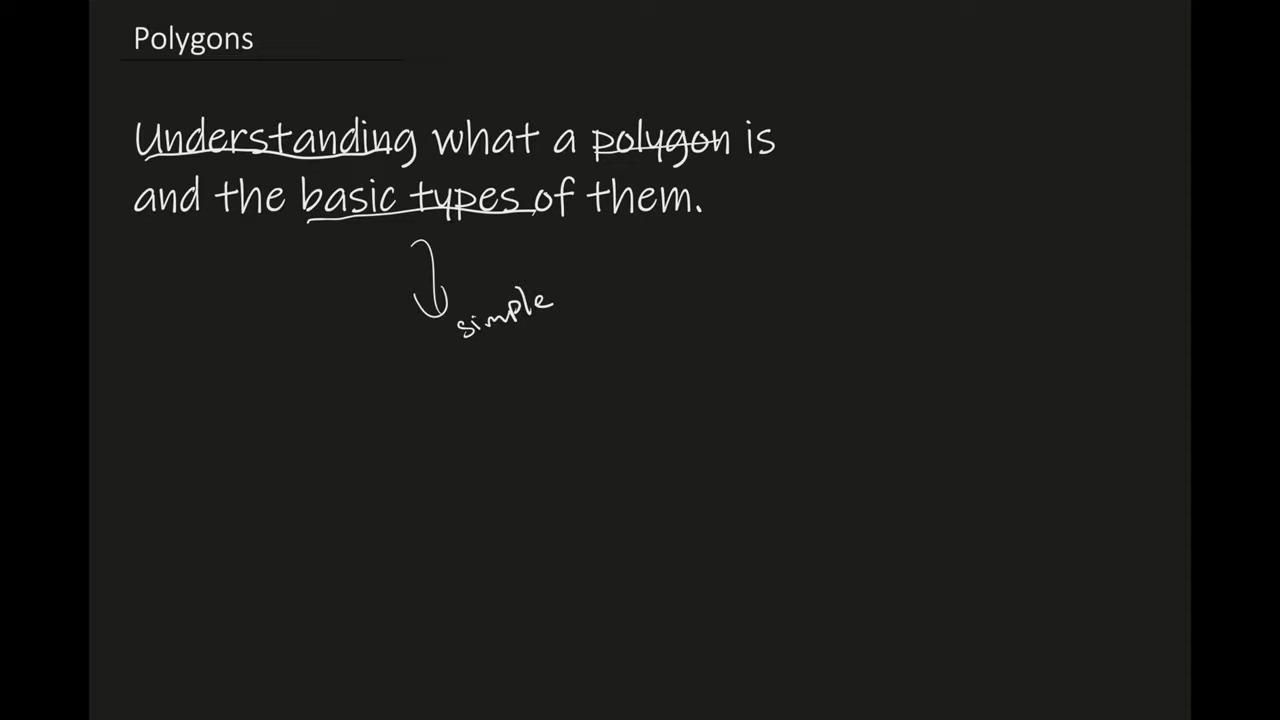 Polygons
Understanding what a polygon is
and the basic types of them.
simple